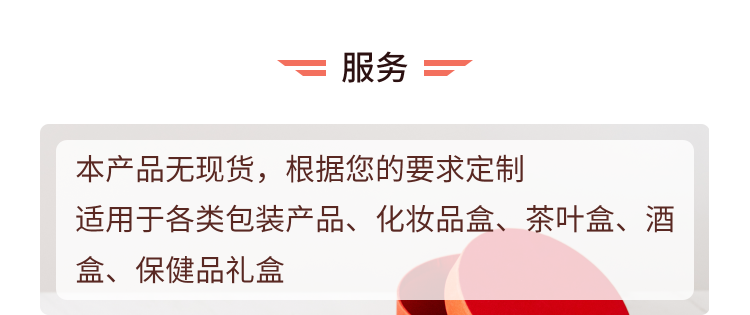 服务
本产品无现货，根据您的要求定制
适用于各类包装产品、化妆品盒、茶叶盒、酒
盒、保健品礼盒